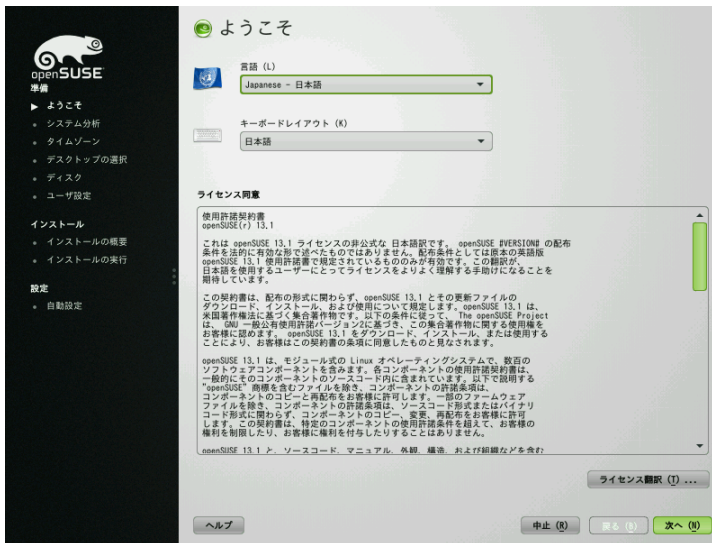 openSUSE
準備
ようこそ
システム分析
タイムゾーン
デスクトップの選択
ディスク
ユーザ設定
インストール
インストールの概要
インストールの実行
設定
自動設定
ようこそ
言語 (L)
Japanese - 日本語
キーボードレイアウト (K)
日本語
ライセンス同意
使用許諾契約書
openSUSE(r) 13.1
これは openSUSE 13.1 ライセンスの非公式な 日本語訳です。 openSUSE #VERSION# の配布
条件を法的に有効な形で述べたものではありません。配布条件としては原本の英語版
openSUSE 13.1 使用許諾書で規定されているもののみが有効です。この翻訳が、
日本語を使用するユーザーにとってライセンスをよりよく理解する手助けになることを
期待しています。
この契約書は、配布の形式に関わらず、openSUSE 13.1 とその更新ファイルの
ダウンロード、インストール、および使用について規定します。openSUSE 13.1 は、
米国著作権法に基づく集合著作物です。以下の条件に従って、 The openSUSE Project
は、 GNU 一般公有使用許諾バージョン2に基づき、この集合著作物に関する使用権を
お客様に認めます。 openSUSE 13.1 をダウンロード、インストール、または使用する
ことにより、お客様はこの契約書の条項に同意したものと見なされます。
openSUSE 13.1 は、モジュール式の Linux オペレーティングシステムで、数百の
ソフトウェアコンポーネントを含みます。各コンポーネントの使用許諾契約書は、
一般的にそのコンポーネントのソースコード内に含まれています。以下で説明する
"openSUSE" 商標を含むファイルを除き、コンポーネントの許諾条項は、
コンポーネントのコピーと再配布をお客様に許可します。一部のファームウェア
ファイルを除き、コンポーネントの許諾条項は、ソースコード形式またはバイナリ
コード形式に関わらず、コンポーネントのコピー、変更、再配布をお客様に許可
します。この契約書は、特定のコンポーネントの使用許諾条件を超えて、お客様の
権利を制限したり、お客様に権利を付与したりすることはありません。
openSUSE 13.1 と、ソースコード、マニュアル、外観、構造、および組織などを含む
ライセンス翻訳 (T) ...
ヘルプ
中止 (R)
戻る (B)
次へ (N)